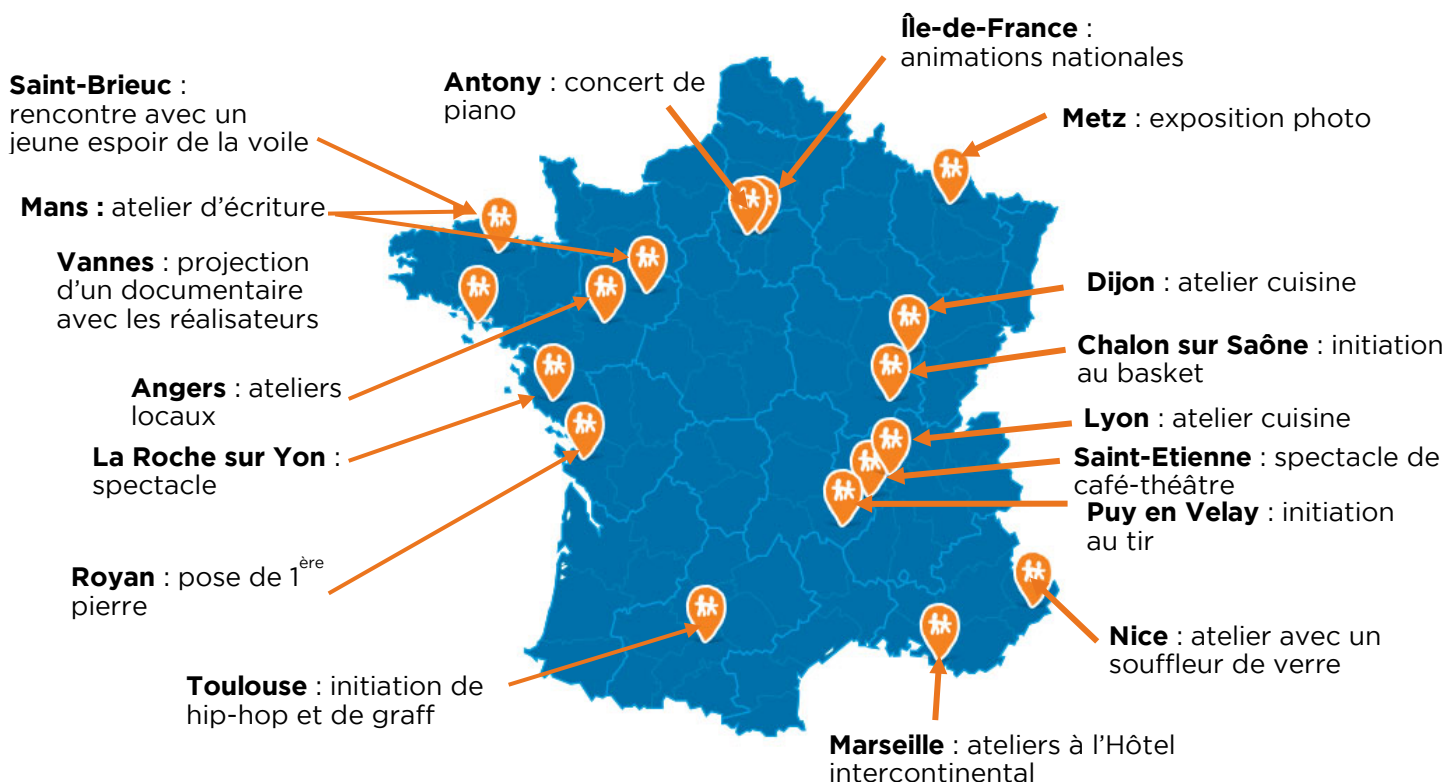 Île-de-France :
animations nationales
Antony : concert de
piano
Saint-Brieuc :
rencontre avec un
jeune espoir de la voile
Metz : exposition photo
Mans : atelier d’écriture
Vannes : projection
d’un documentaire
avec les réalisateurs
Dijon : atelier cuisine
Chalon sur Saône : initiation
au basket
Angers : ateliers
locaux
Lyon : atelier cuisine
La Roche sur Yon :
spectacle
Saint-Etienne : spectacle de
café-théâtre
Puy en Velay : initiation
au tir
Royan : pose de 1ère
pierre
Nice : atelier avec un
souffleur de verre
Toulouse : initiation de
hip-hop et de graff
Marseille : ateliers à l’Hôtel
intercontinental